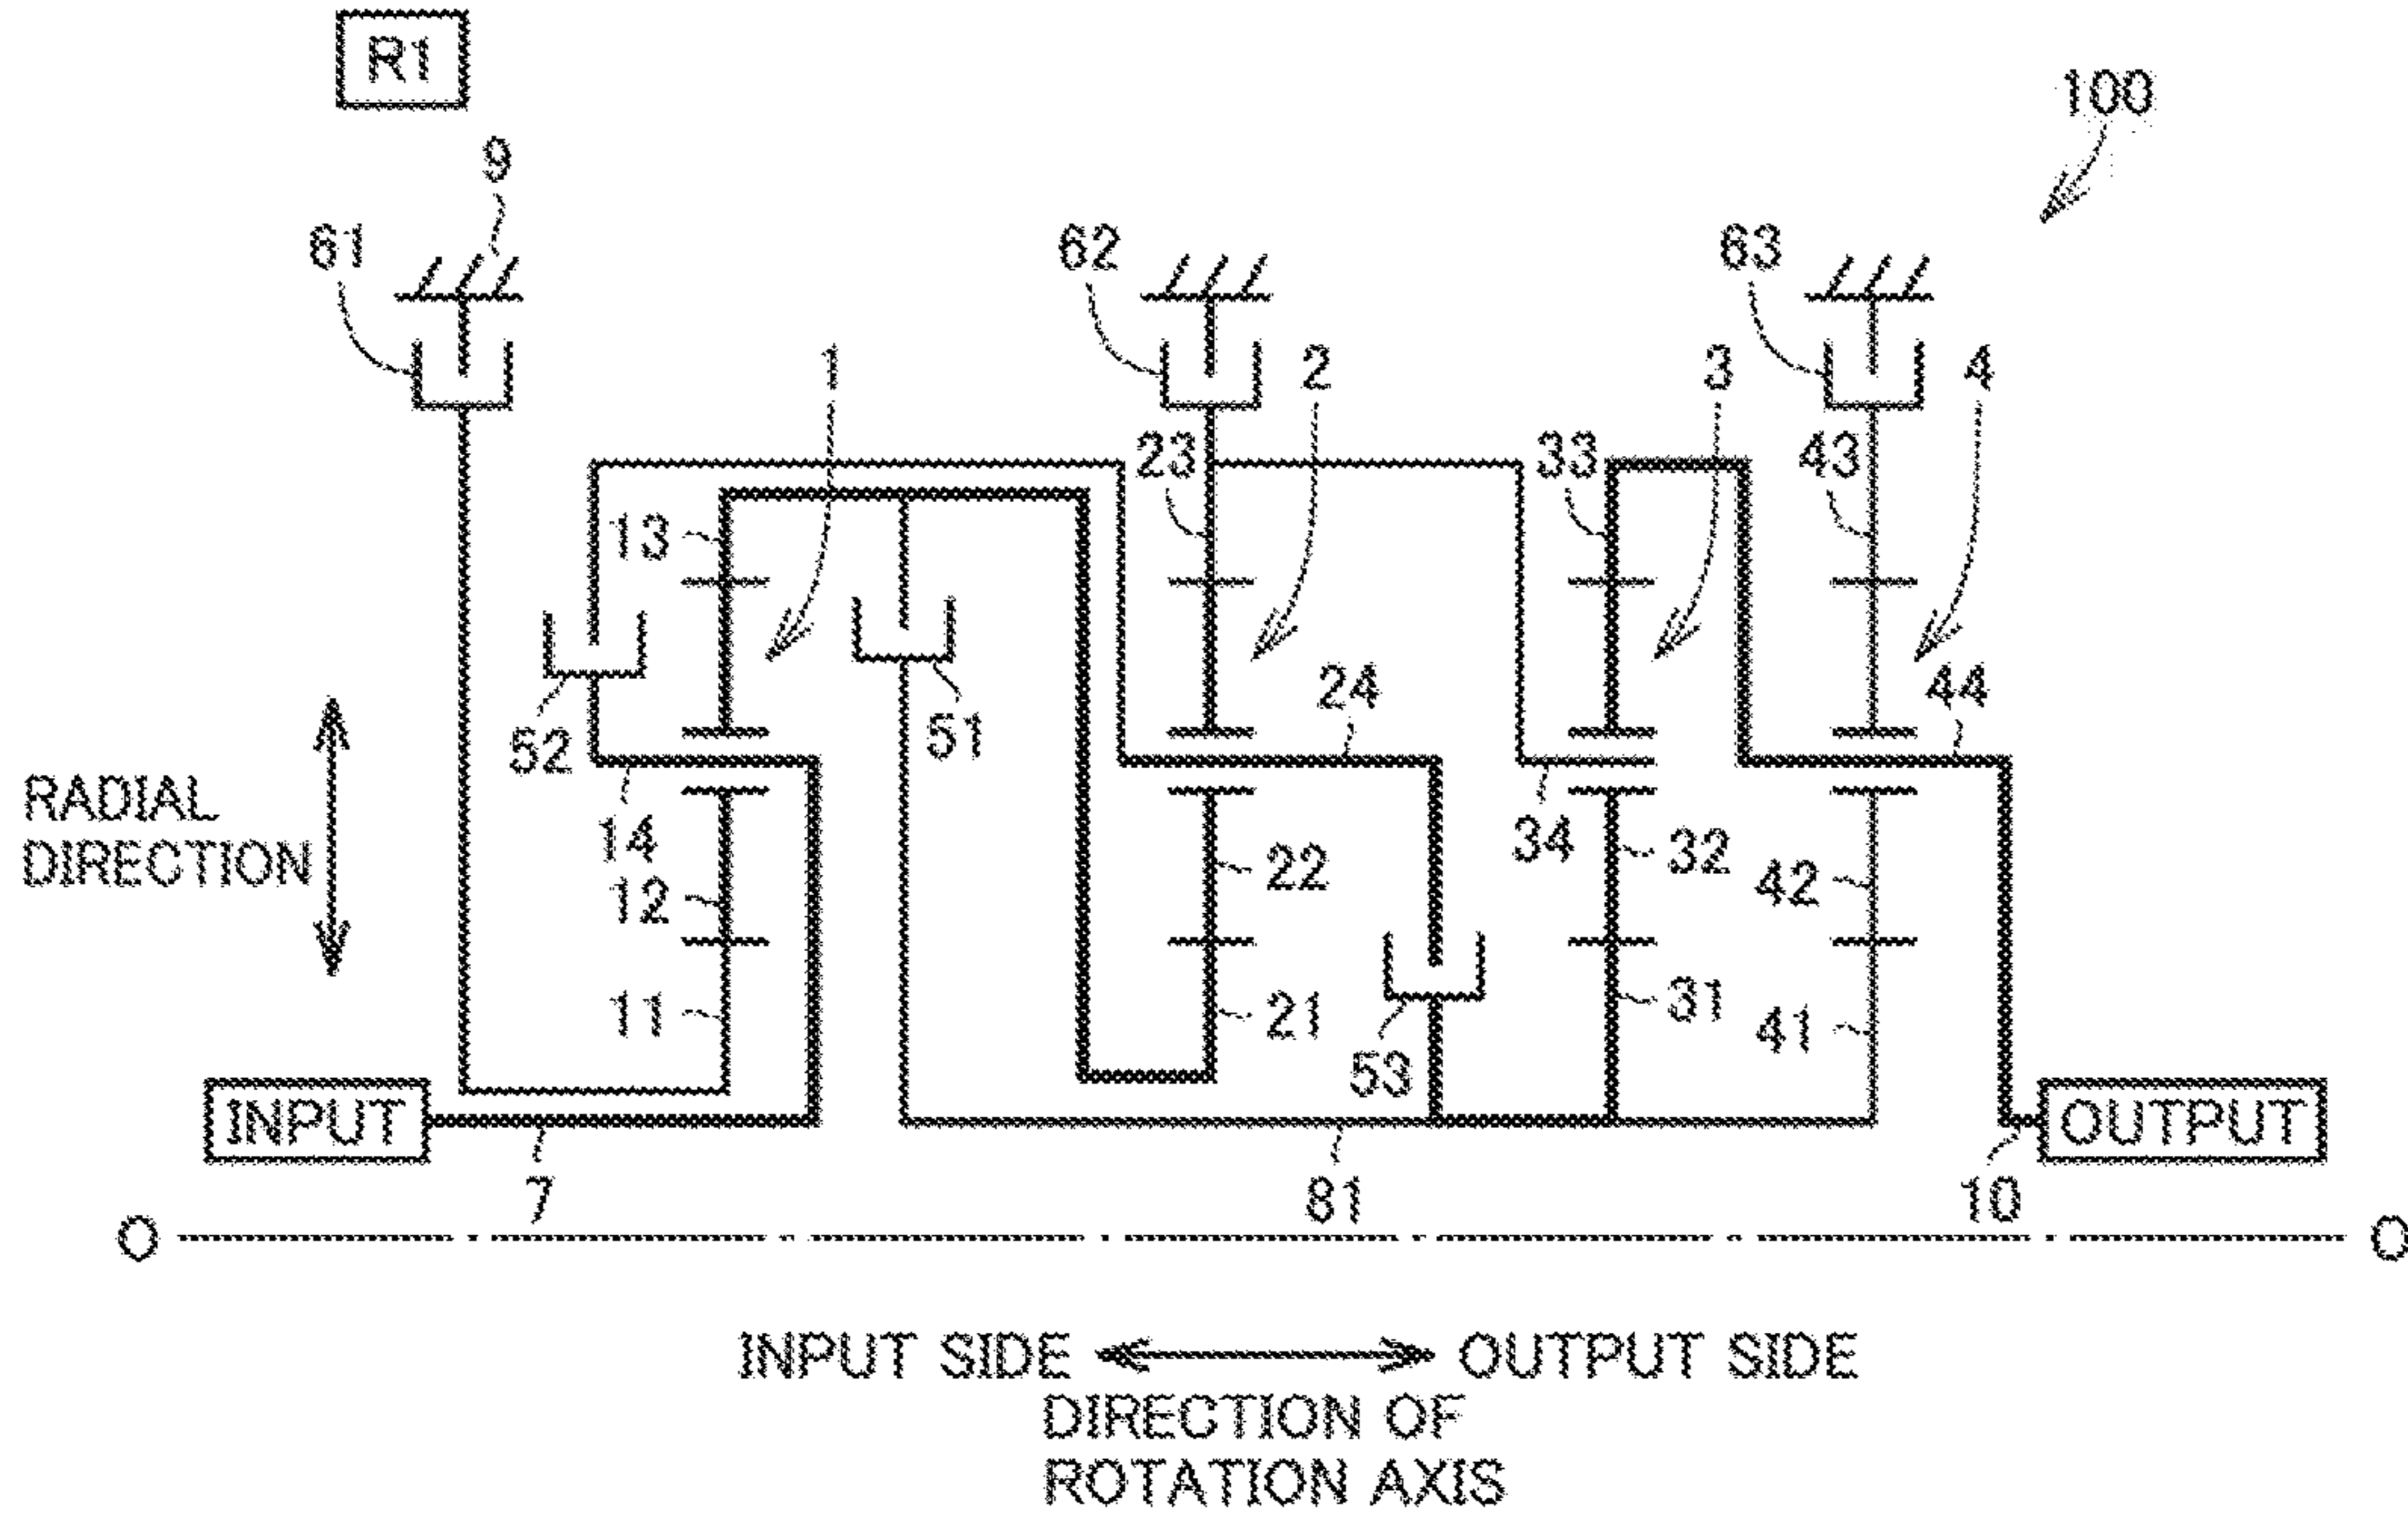 R1
100
9
61
62
63
1
2
3
4
23
33
43
13
52
51
24
44
14
34
12
22
32
42
11
21
53
31
41
INPUT
OUTPUT
7
81
10
RADIAL
DIRECTION
O
O
INPUT SIDE
OUTPUT SIDE
DIRECTION OF
ROTATION AXIS